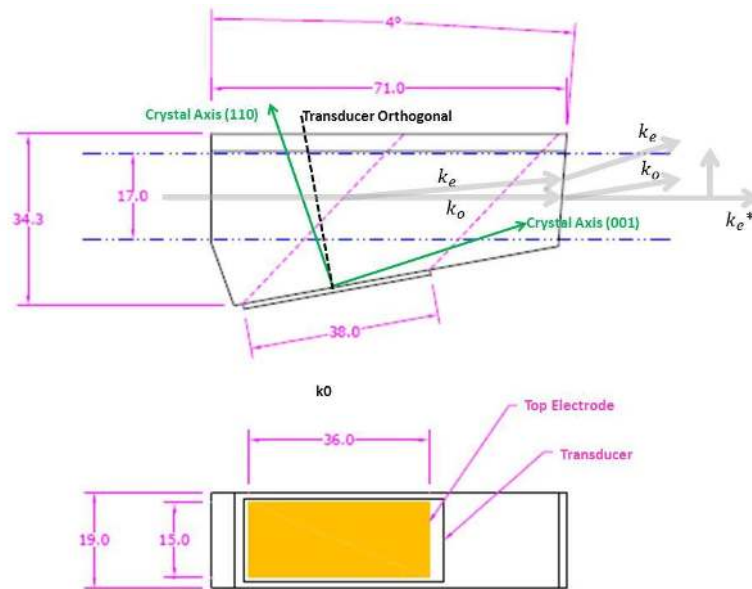 4°
71.0
Crystal Axis (110)
Transducer Orthogonal
k_e
k_e
k_o
17.0
k_o
34.3
Crystal Axis (001)
k_e*
38.0
k0
Top Electrode
36.0
Transducer
19.0
15.0